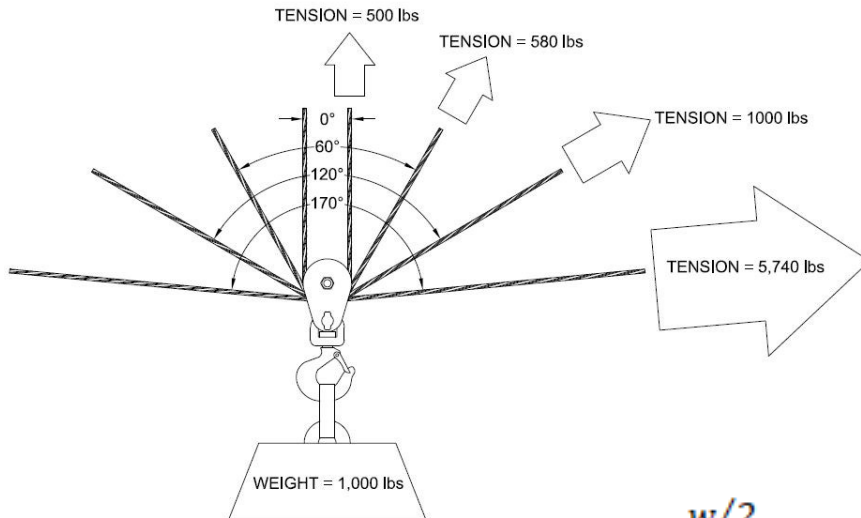 TENSION = 500 lbs
TENSION = 580 lbs
TENSION = 1000 lbs
0°
60°
120°
170°
TENSION = 5,740 lbs
WEIGHT = 1,000 lbs
w/2